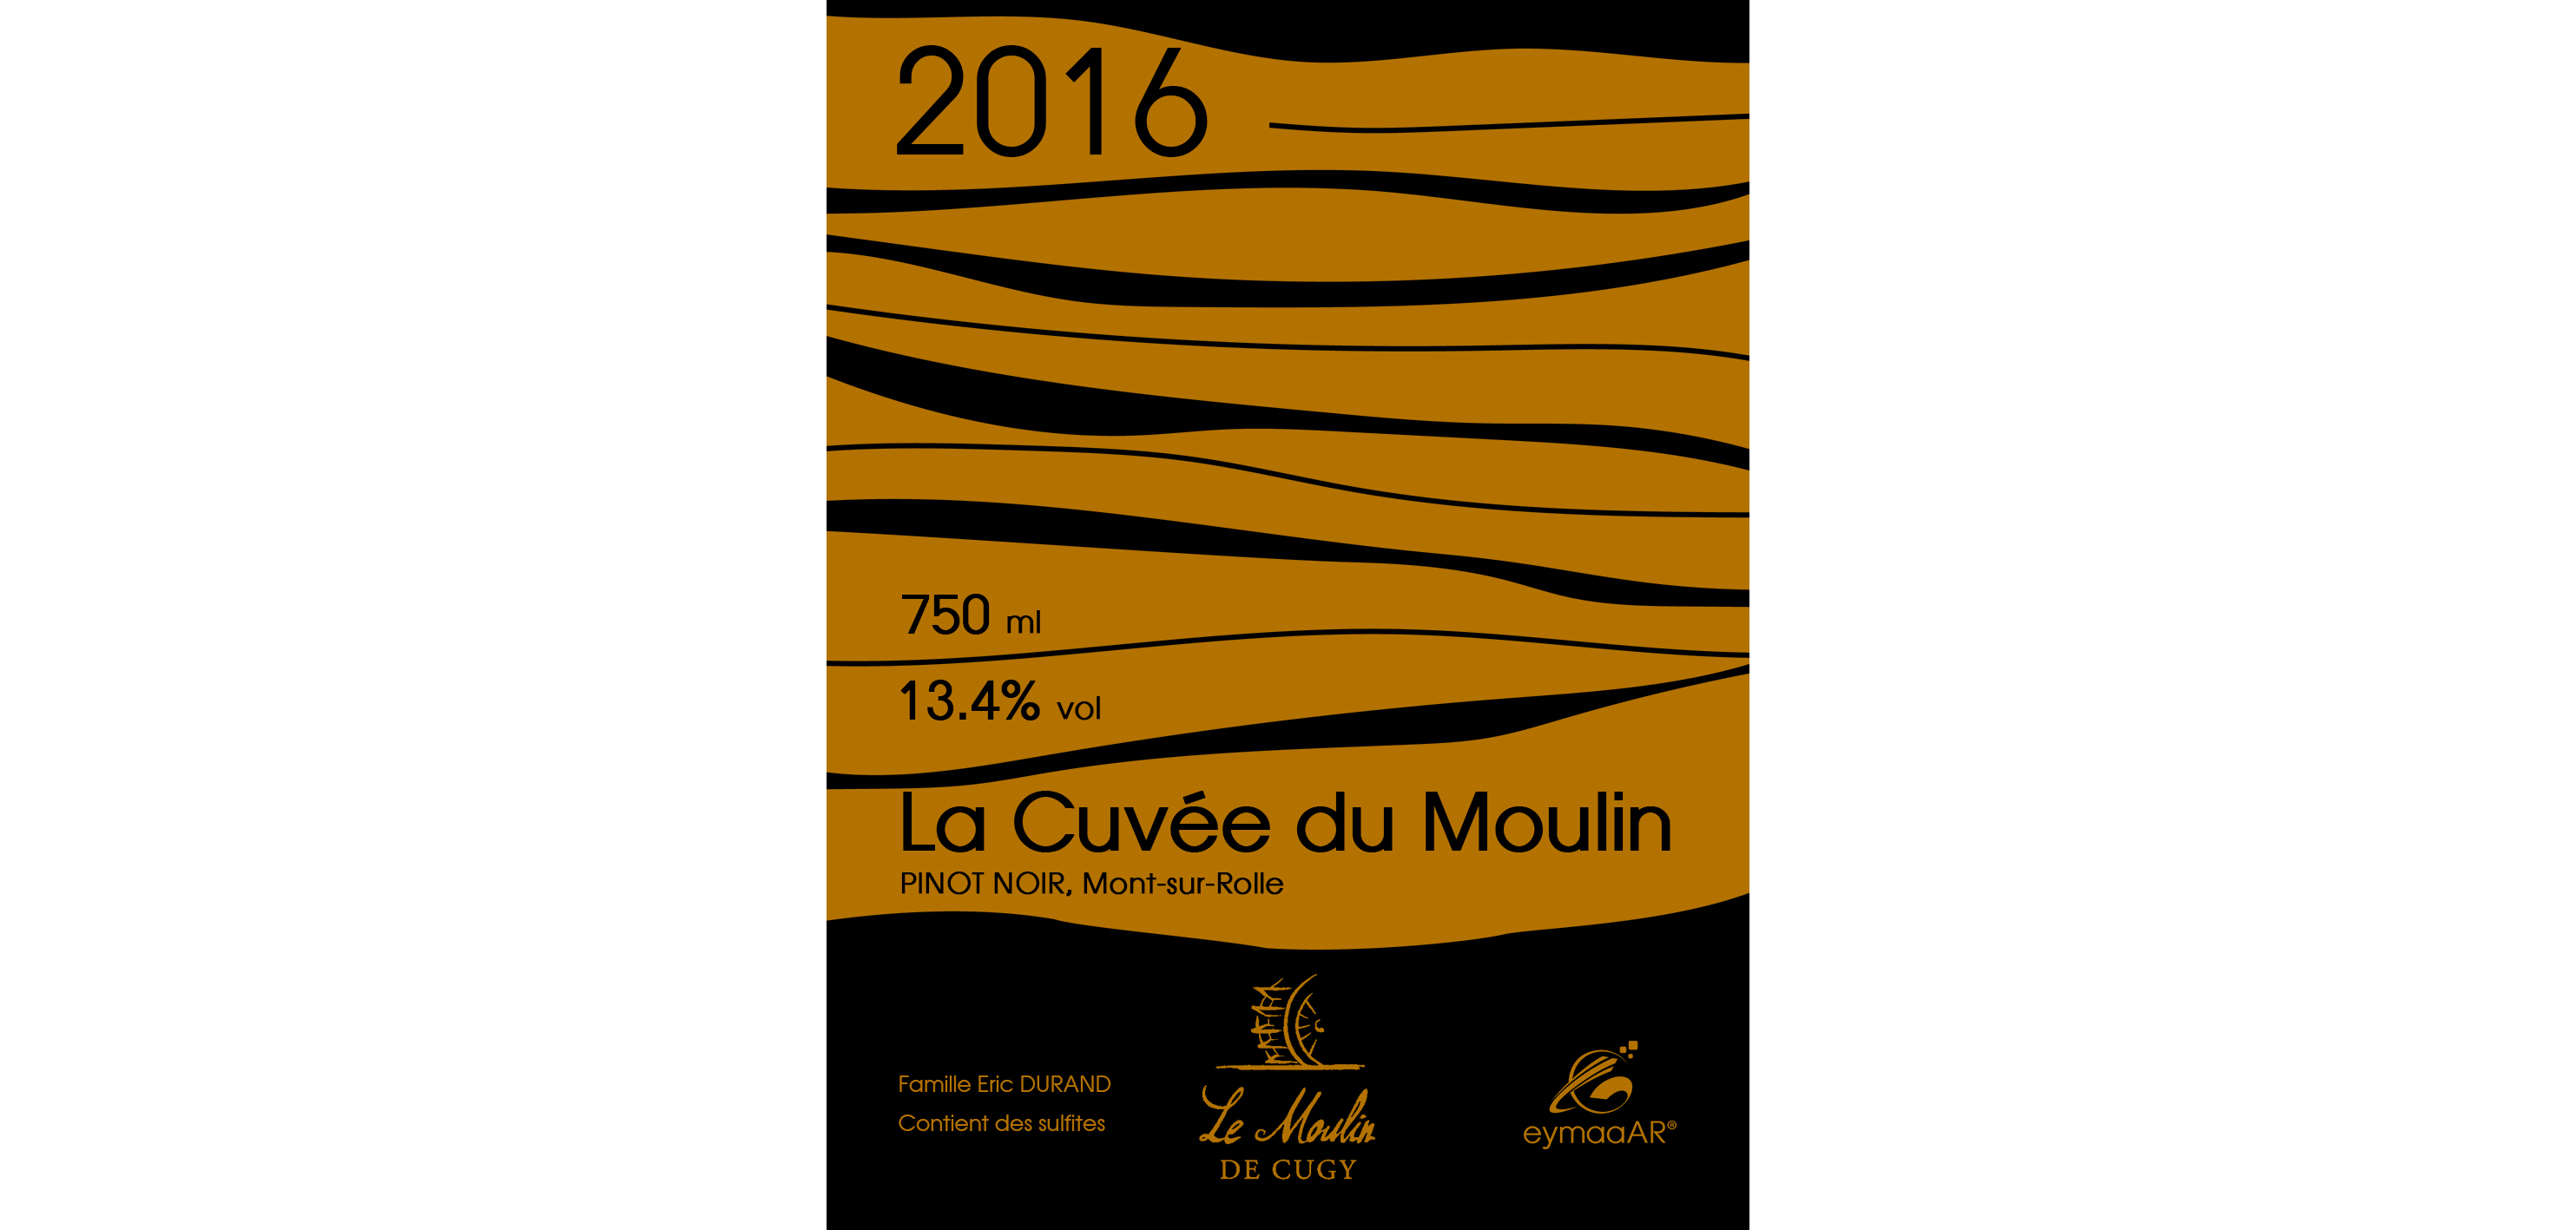 2016
750 ml
13.4% vol
La Cuvée du Moulin
PINOT NOIR, Mont-sur-Rolle
Famille Eric DURAND
Contient des sulfites
Le Moulin
DE CUGY
eymaaAR®